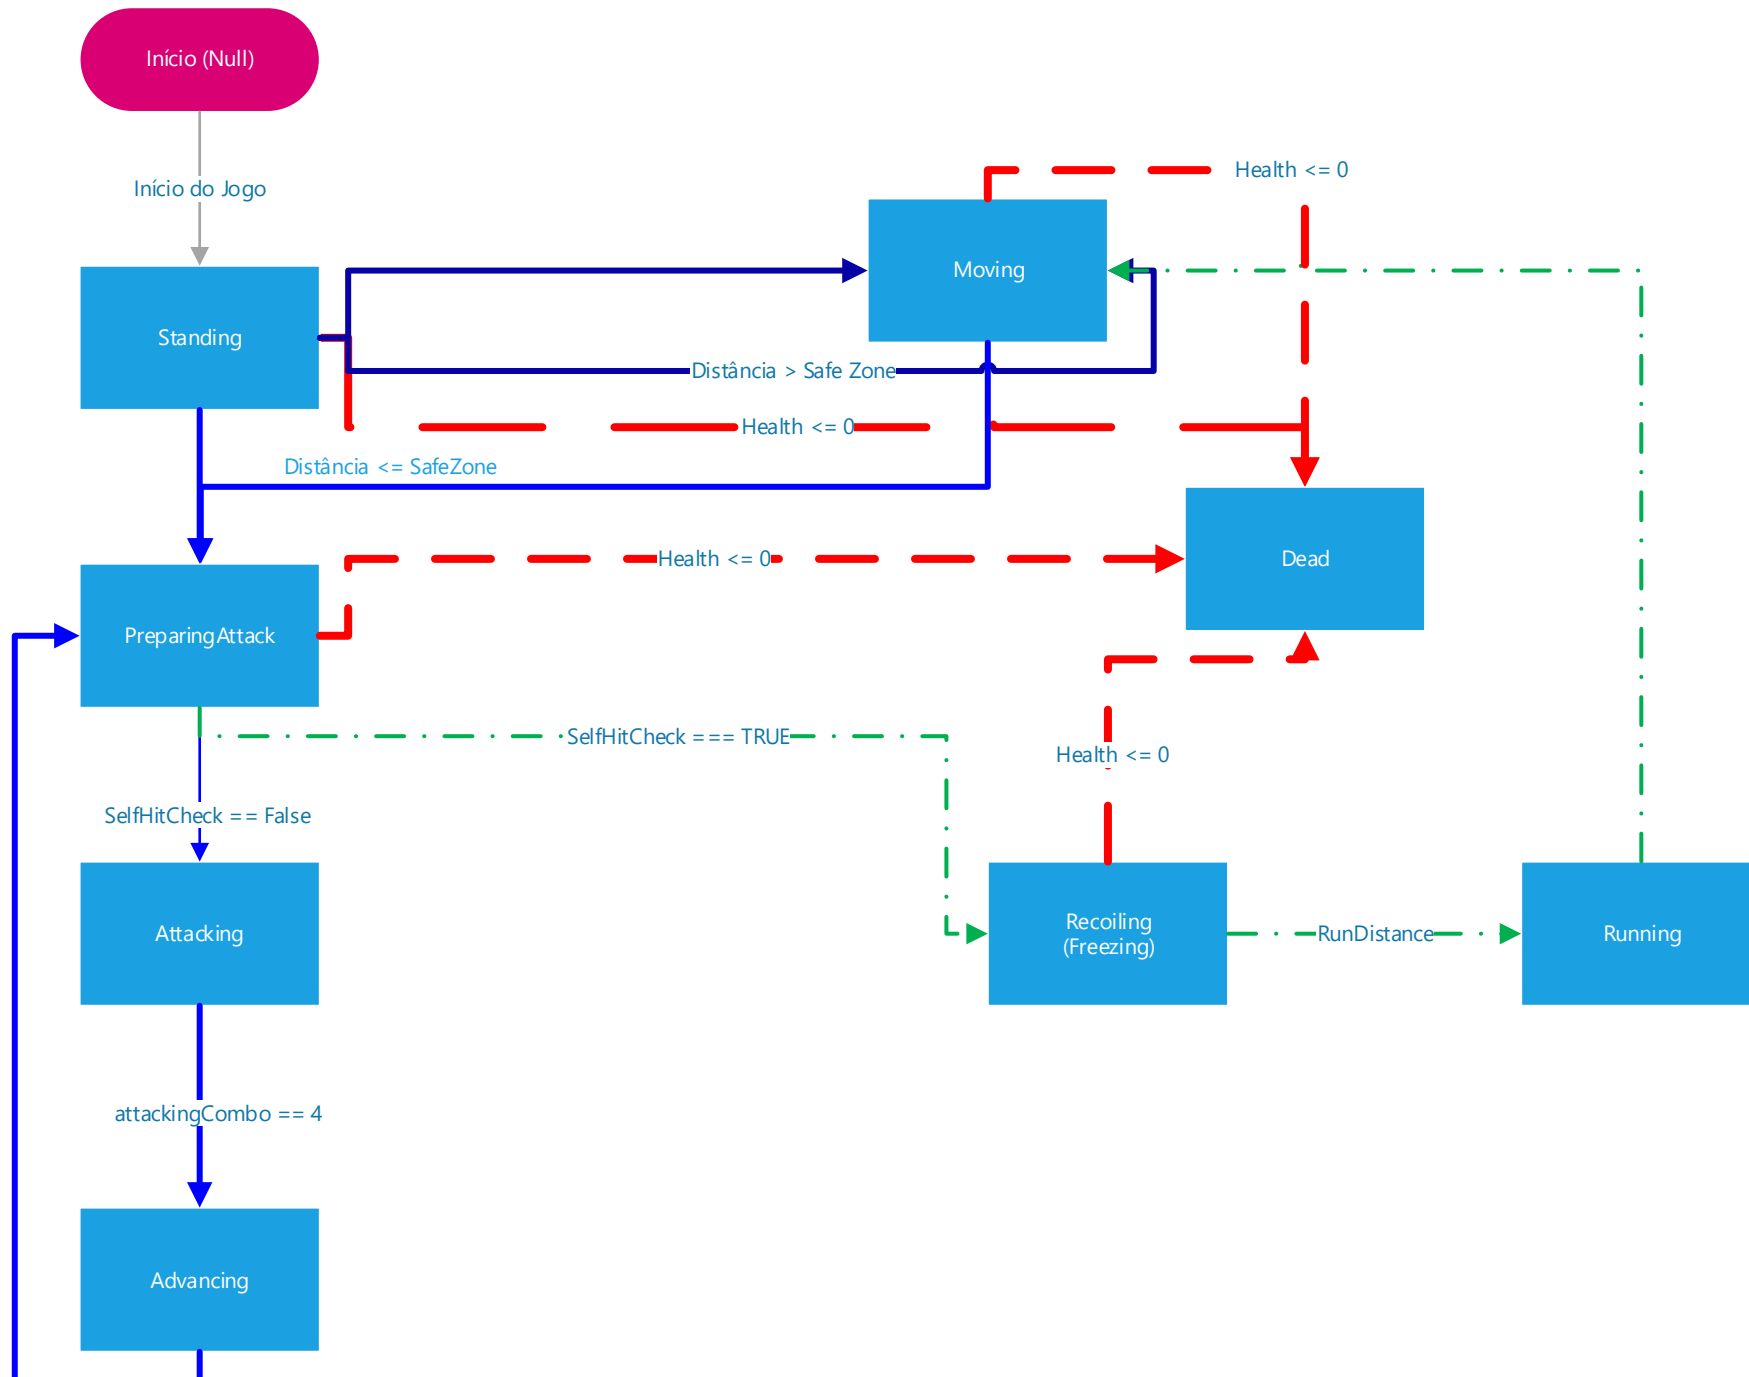 Início (Null)
Início do Jogo
Health <= 0
Moving
Standing
Distância > Safe Zone
Health <= 0
Distância <= SafeZone
Health <= 0
Dead
PreparingAttack
SelfHitCheck === TRUE
Health <= 0
SelfHitCheck == False
Attacking
Recoiling
(Freezing)
RunDistance
Running
attackingCombo == 4
Advancing